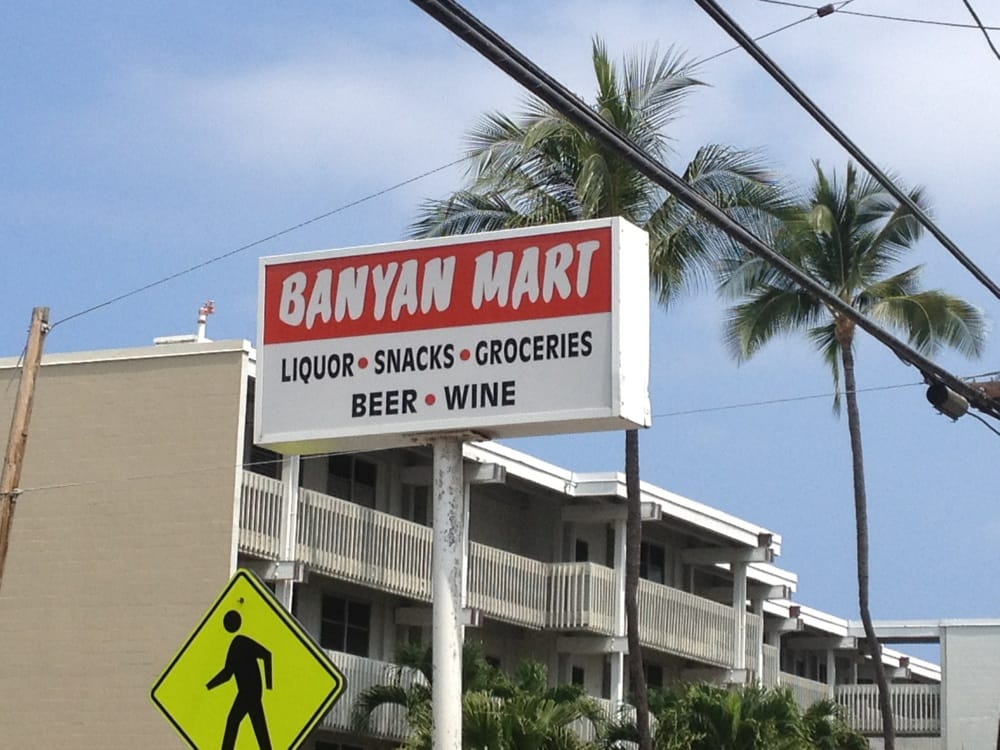 BANYAN MART
LIQUOR • SNACKS • GROCERIES
BEER • WINE